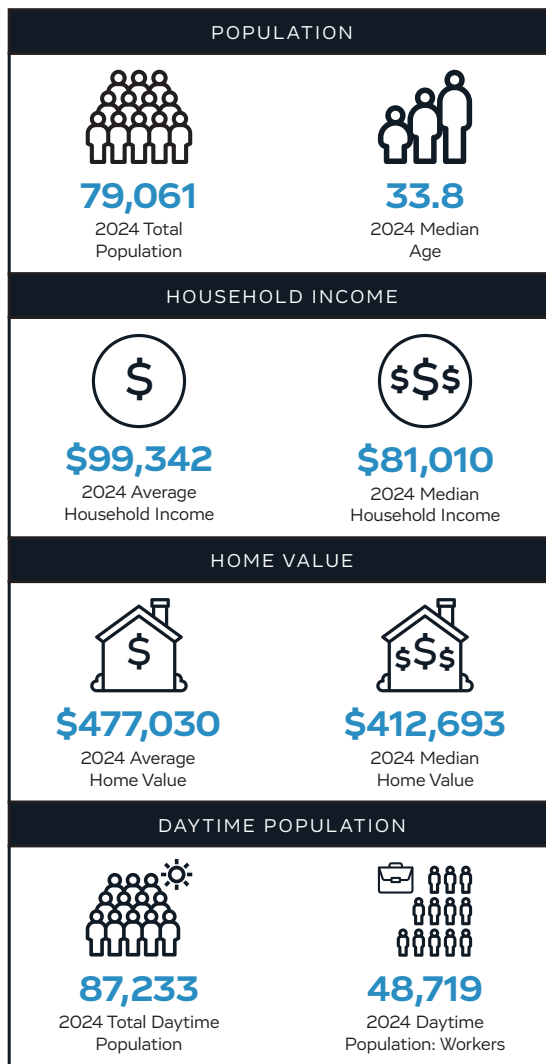 POPULATION
79,061
2024 Total
Population
33.8
2024 Median
Age
HOUSEHOLD INCOME
$
$99,342
2024 Average
Household Income
$$$
$81,010
2024 Median
Household Income
HOME VALUE
$
$477,030
2024 Average
Home Value
$$$
$412,693
2024 Median
Home Value
DAYTIME POPULATION
87,233
2024 Total Daytime
Population
48,719
2024 Daytime
Population: Workers